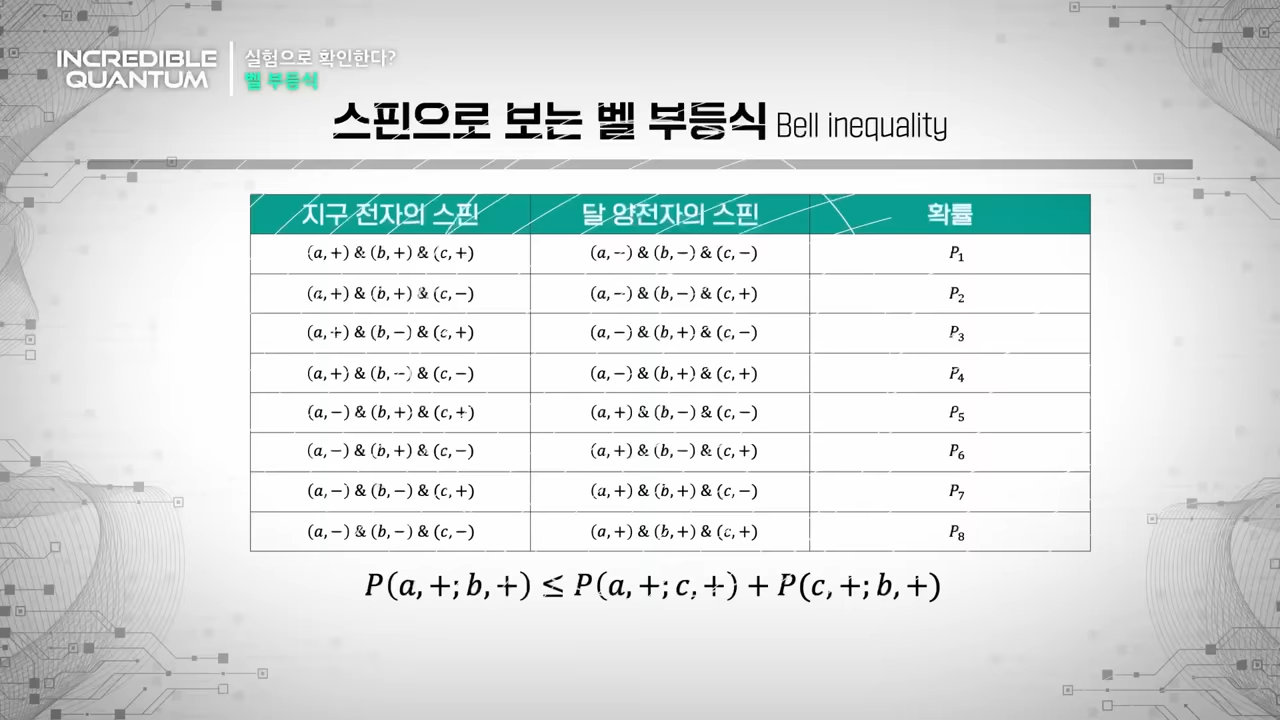 INCREDIBLE
QUANTUM
실험으로 확인한다?
벨 부등식
스핀으로 보는 벨 부등식 Bell inequality
지구 전자의 스핀 달 양전자의 스핀 확률
(a, +) & (b, +) & (c, +) (a, −) & (b, −) & (c, −) P₁
(a, +) & (b, +) & (c, −) (a, −) & (b, −) & (c, +) P₂
(a, +) & (b, −) & (c, +) (a, −) & (b, +) & (c, −) P₃
(a, +) & (b, −) & (c, −) (a, −) & (b, +) & (c, +) P₄
(a, −) & (b, +) & (c, +) (a, +) & (b, −) & (c, −) P₅
(a, −) & (b, +) & (c, −) (a, +) & (b, −) & (c, +) P₆
(a, −) & (b, −) & (c, +) (a, +) & (b, +) & (c, −) P₇
(a, −) & (b, −) & (c, −) (a, +) & (b, +) & (c, +) P₈
P(a, +; b, +) ≤ P(a, +; c, +) + P(c, +; b, +)